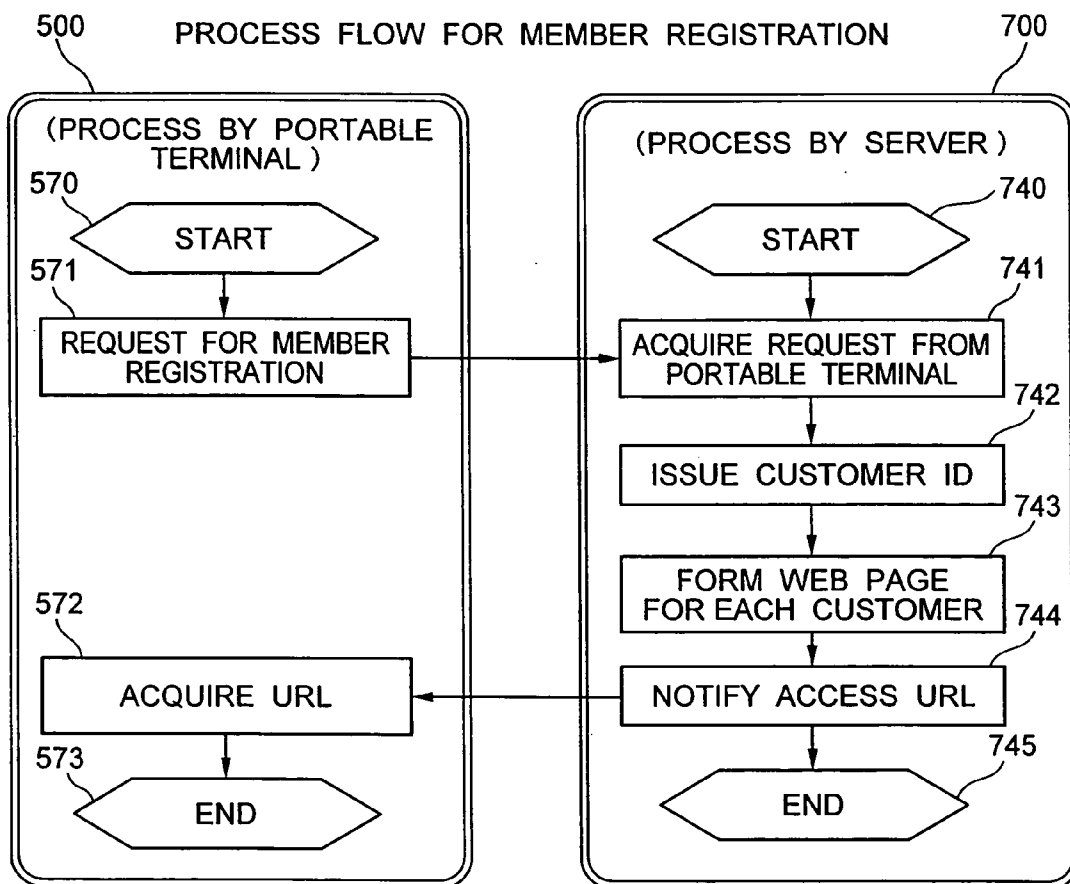 500
PROCESS FLOW FOR MEMBER REGISTRATION
700
(PROCESS BY PORTABLE
TERMINAL)
570
START
571
REQUEST FOR MEMBER
REGISTRATION
572
ACQUIRE URL
573
END
(PROCESS BY SERVER)
740
START
741
ACQUIRE REQUEST FROM
PORTABLE TERMINAL
742
ISSUE CUSTOMER ID
743
FORM WEB PAGE
FOR EACH CUSTOMER
744
NOTIFY ACCESS URL
745
END